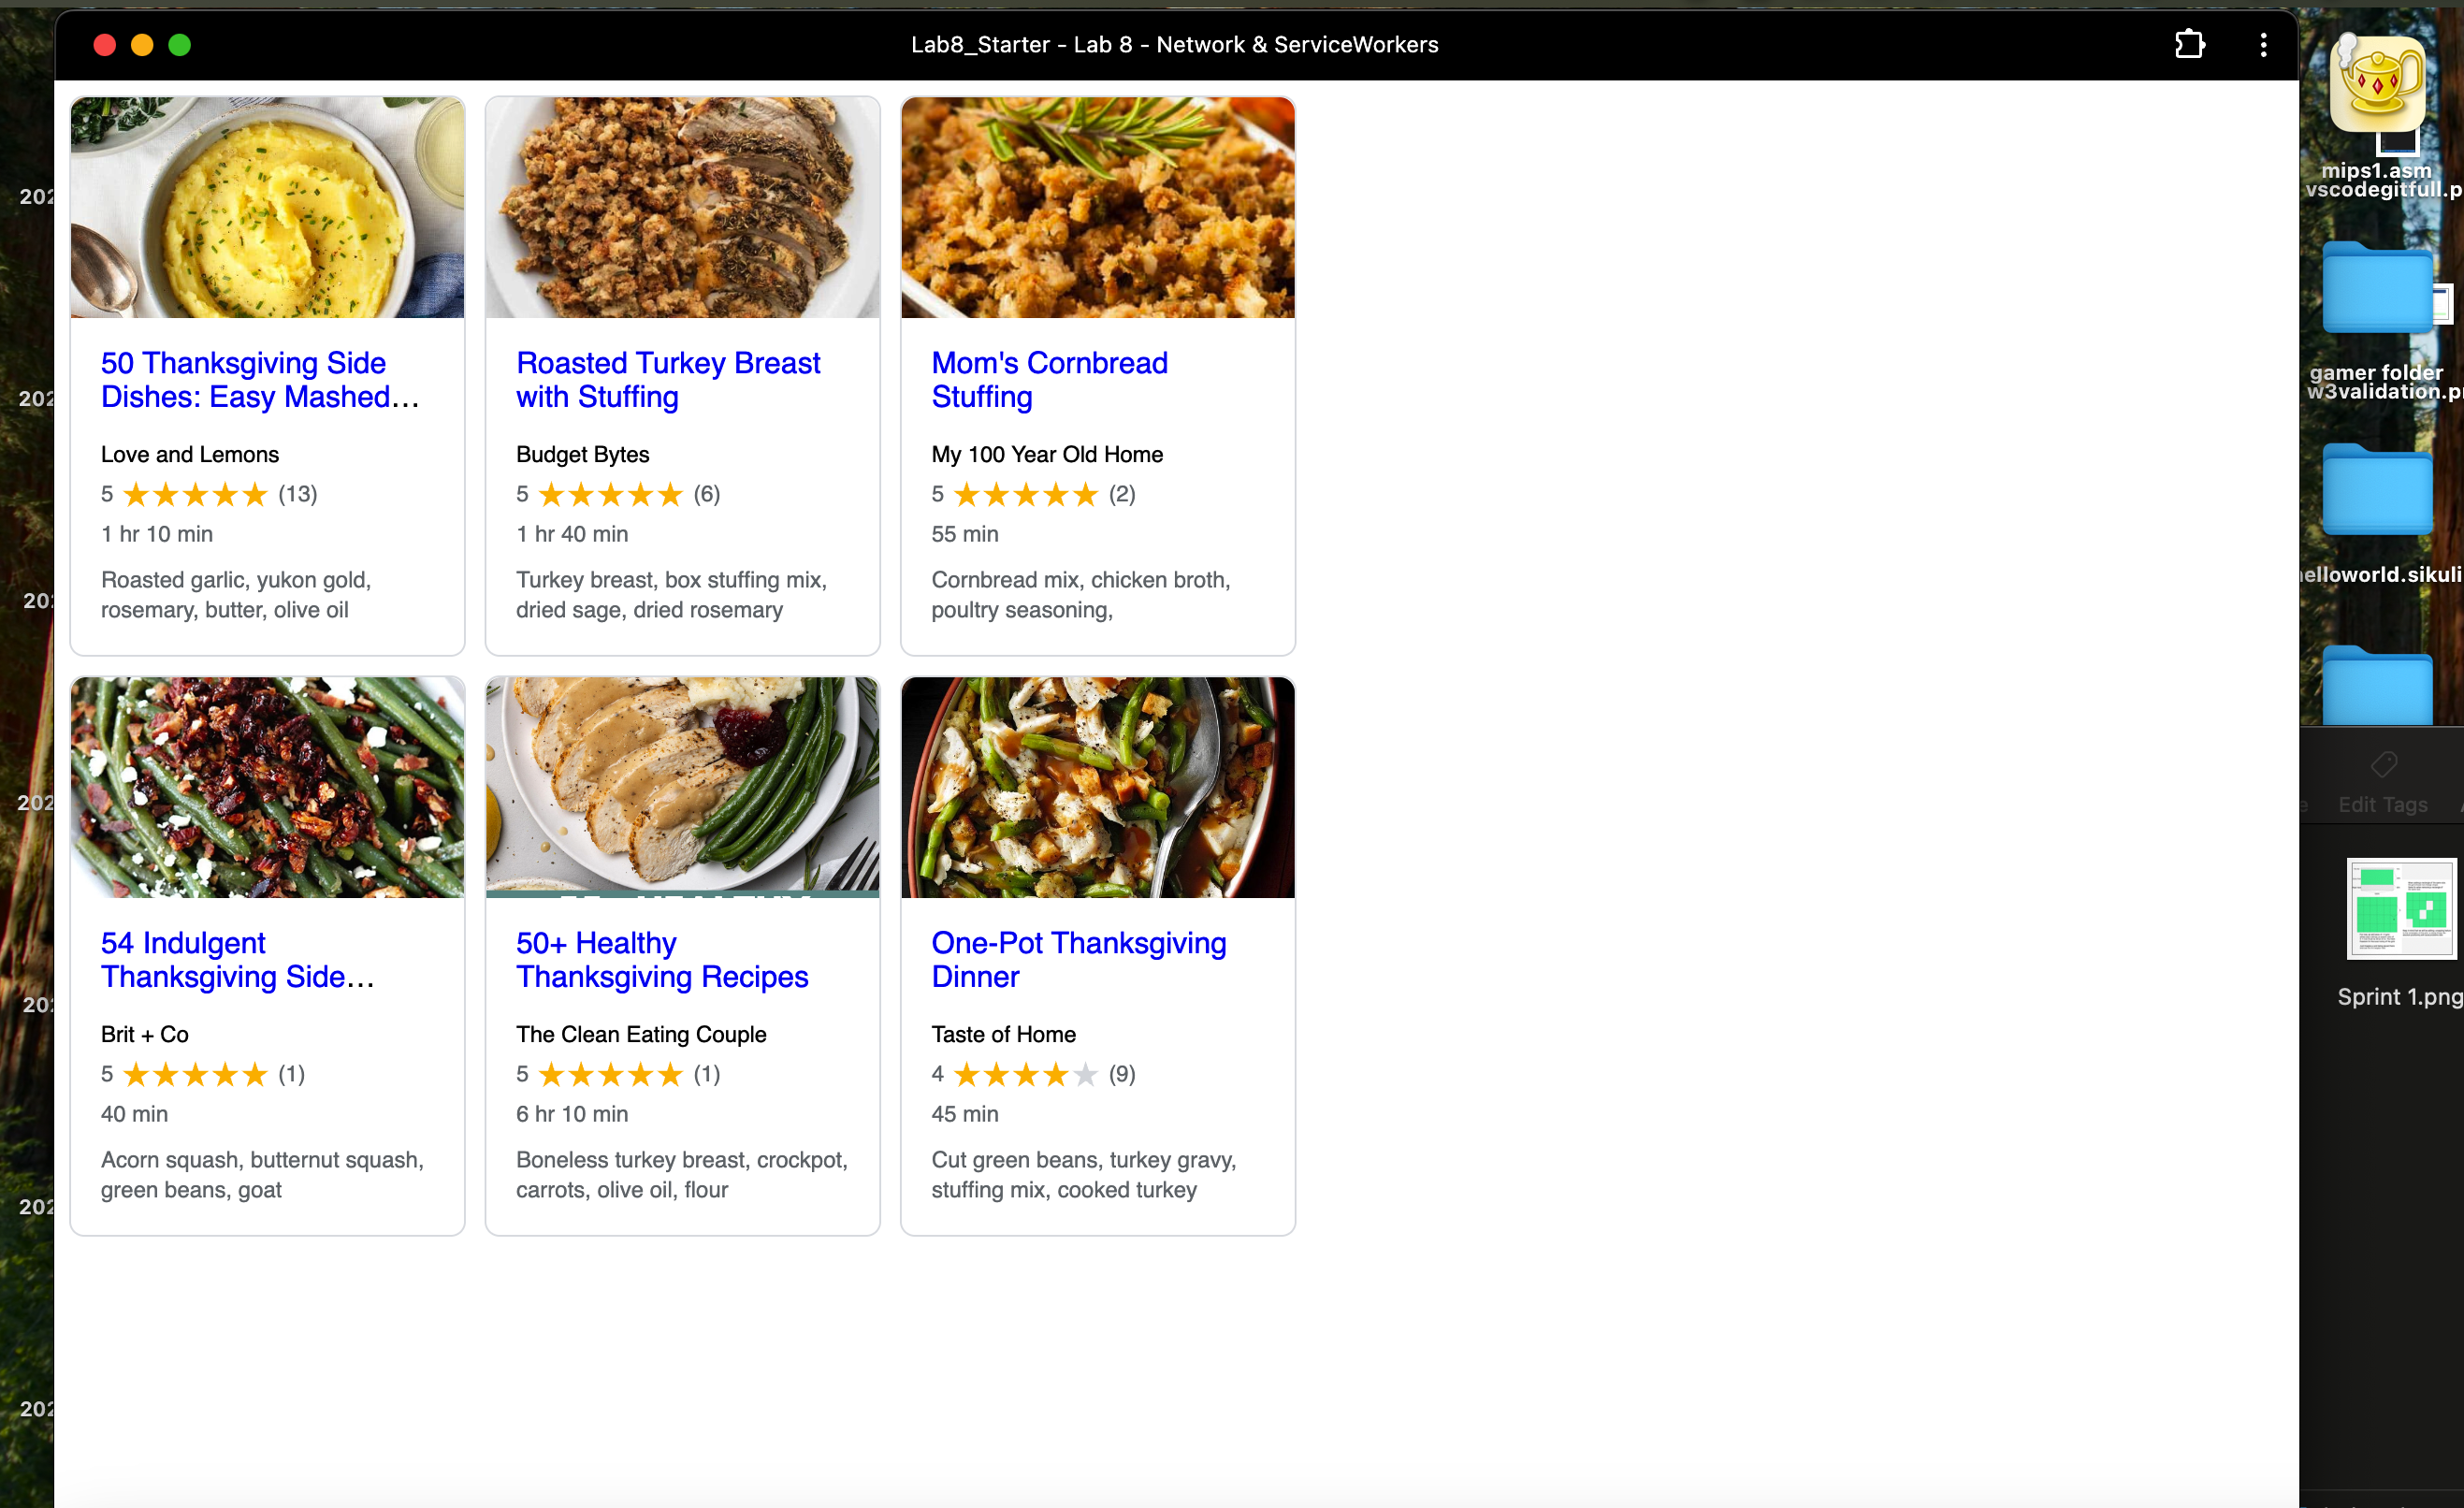 Lab8_Starter - Lab 8 - Network & ServiceWorkers
50 Thanksgiving Side
Dishes: Easy Mashed...
Love and Lemons
5 ★★★★★ (13)
1 hr 10 min
Roasted garlic, yukon gold,
rosemary, butter, olive oil
Roasted Turkey Breast
with Stuffing
Budget Bytes
5 ★★★★★ (6)
1 hr 40 min
Turkey breast, box stuffing mix,
dried sage, dried rosemary
Mom's Cornbread
Stuffing
My 100 Year Old Home
5 ★★★★★ (2)
55 min
Cornbread mix, chicken broth,
poultry seasoning,
54 Indulgent
Thanksgiving Side...
Brit + Co
5 ★★★★★ (1)
40 min
Acorn squash, butternut squash,
green beans, goat
50+ Healthy
Thanksgiving Recipes
The Clean Eating Couple
5 ★★★★★ (1)
6 hr 10 min
Boneless turkey breast, crockpot,
carrots, olive oil, flour
One-Pot Thanksgiving
Dinner
Taste of Home
4 ★★★★★ (9)
45 min
Cut green beans, turkey gravy,
stuffing mix, cooked turkey
mips1.asm
vscodegitfull.p
gamer folder
w3validation.p
elloworld.sikuli
Edit Tags
Sprint 1.png